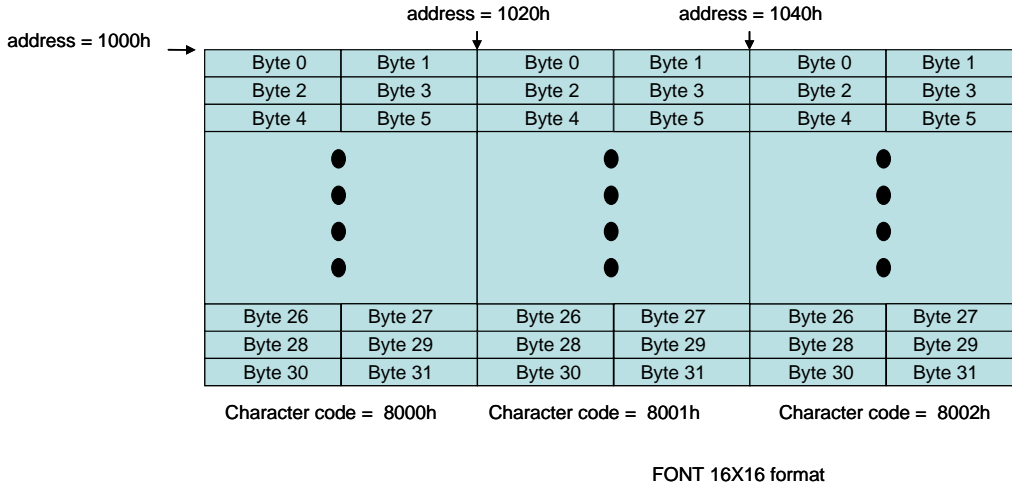 address = 1020h address = 1040h
address = 1000h
Byte 0 Byte 1 Byte 0 Byte 1 Byte 0 Byte 1
Byte 2 Byte 3 Byte 2 Byte 3 Byte 2 Byte 3
Byte 4 Byte 5 Byte 4 Byte 5 Byte 4 Byte 5
Byte 26 Byte 27 Byte 26 Byte 27 Byte 26 Byte 27
Byte 28 Byte 29 Byte 28 Byte 29 Byte 28 Byte 29
Byte 30 Byte 31 Byte 30 Byte 31 Byte 30 Byte 31
Character code = 8000h Character code = 8001h Character code = 8002h
FONT 16X16 format